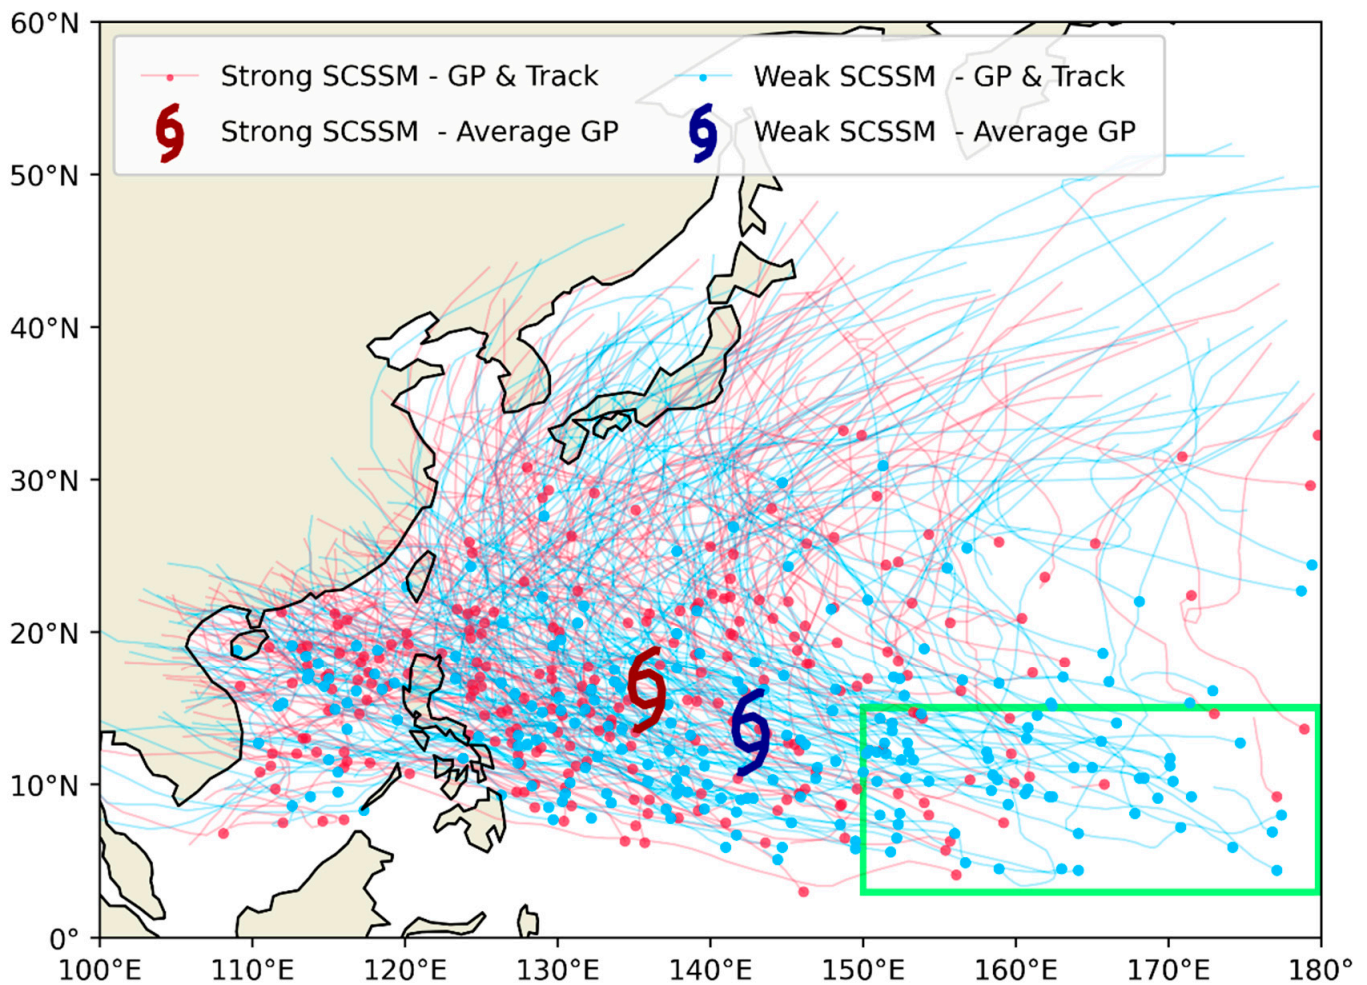 60°N
Strong SCSSM - GP & Track
Weak SCSSM - GP & Track
Strong SCSSM - Average GP
Weak SCSSM - Average GP
50°N
40°N
30°N
20°N
10°N
0°
100°E 110°E 120°E 130°E 140°E 150°E 160°E 170°E 180°